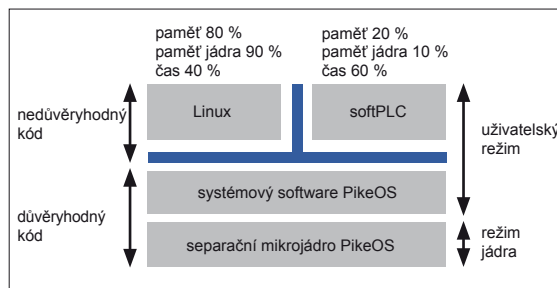 paměť 80 %
paměť jádra 90 %
čas 40 %
paměť 20 %
paměť jádra 10 %
čas 60 %
nedůvěryhodný
kód
Linux
softPLC
uživatelský
režim
důvěryhodný
kód
systémový software PikeOS
separační mikrojádro PikeOS
režim
jádra